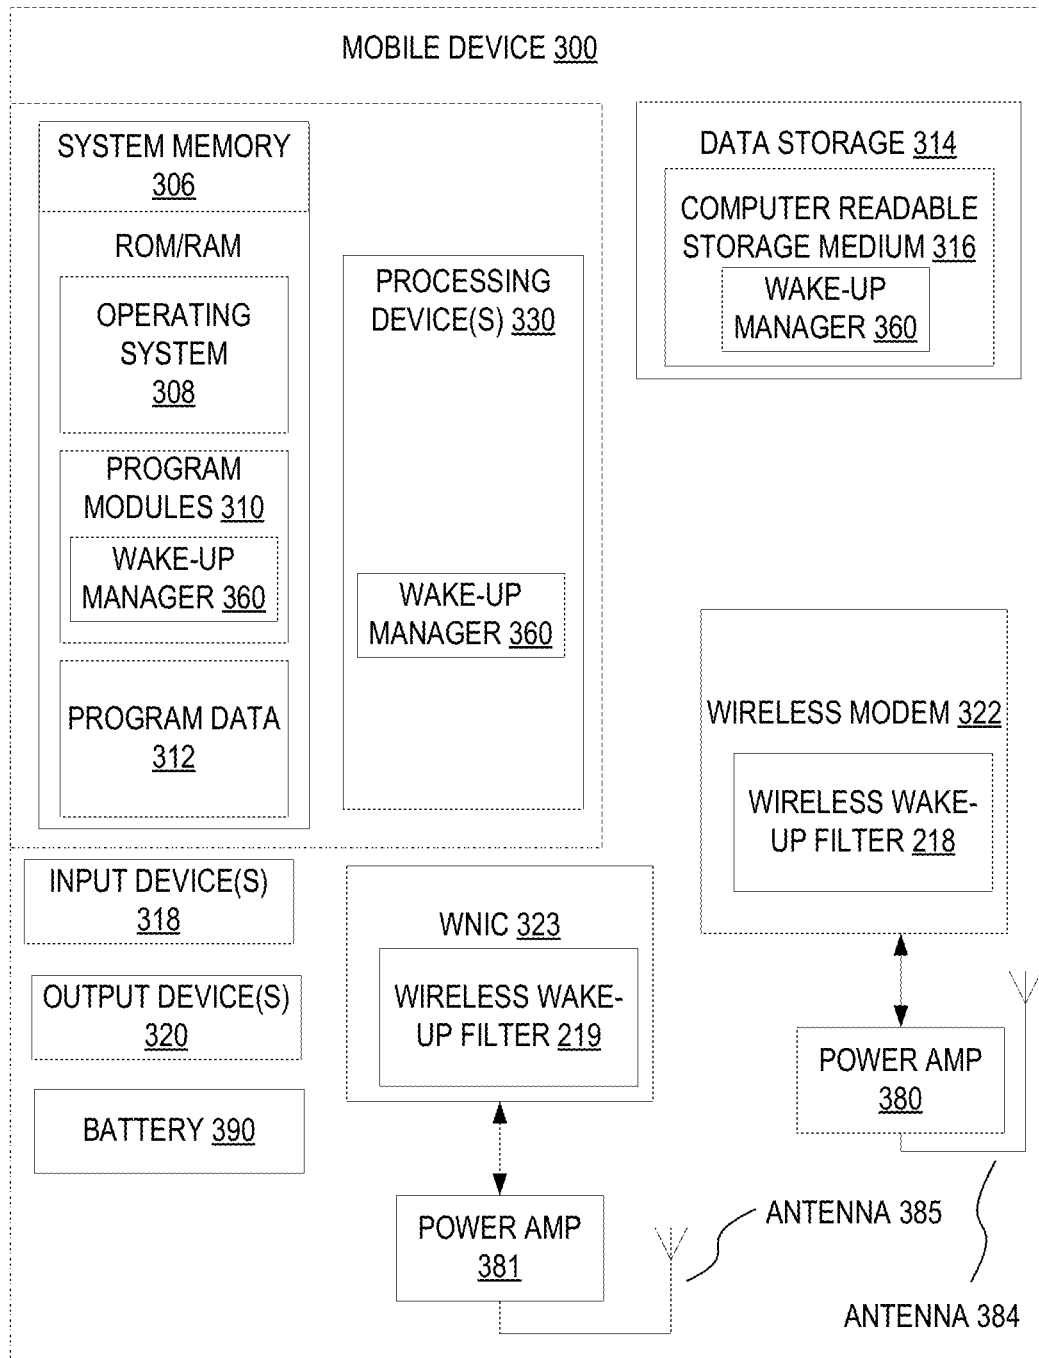 MOBILE DEVICE 300
SYSTEM MEMORY
306
ROM/RAM
OPERATING
SYSTEM
308
PROGRAM
MODULES 310
WAKE-UP
MANAGER 360
PROGRAM DATA
312
PROCESSING
DEVICE(S) 330
WAKE-UP
MANAGER 360
DATA STORAGE 314
COMPUTER READABLE
STORAGE MEDIUM 316
WAKE-UP
MANAGER 360
WIRELESS MODEM 322
WIRELESS WAKE-
UP FILTER 218
INPUT DEVICE(S)
318
OUTPUT DEVICE(S)
320
BATTERY 390
WNIC 323
WIRELESS WAKE-
UP FILTER 219
POWER AMP
380
POWER AMP
381
ANTENNA 385
ANTENNA 384